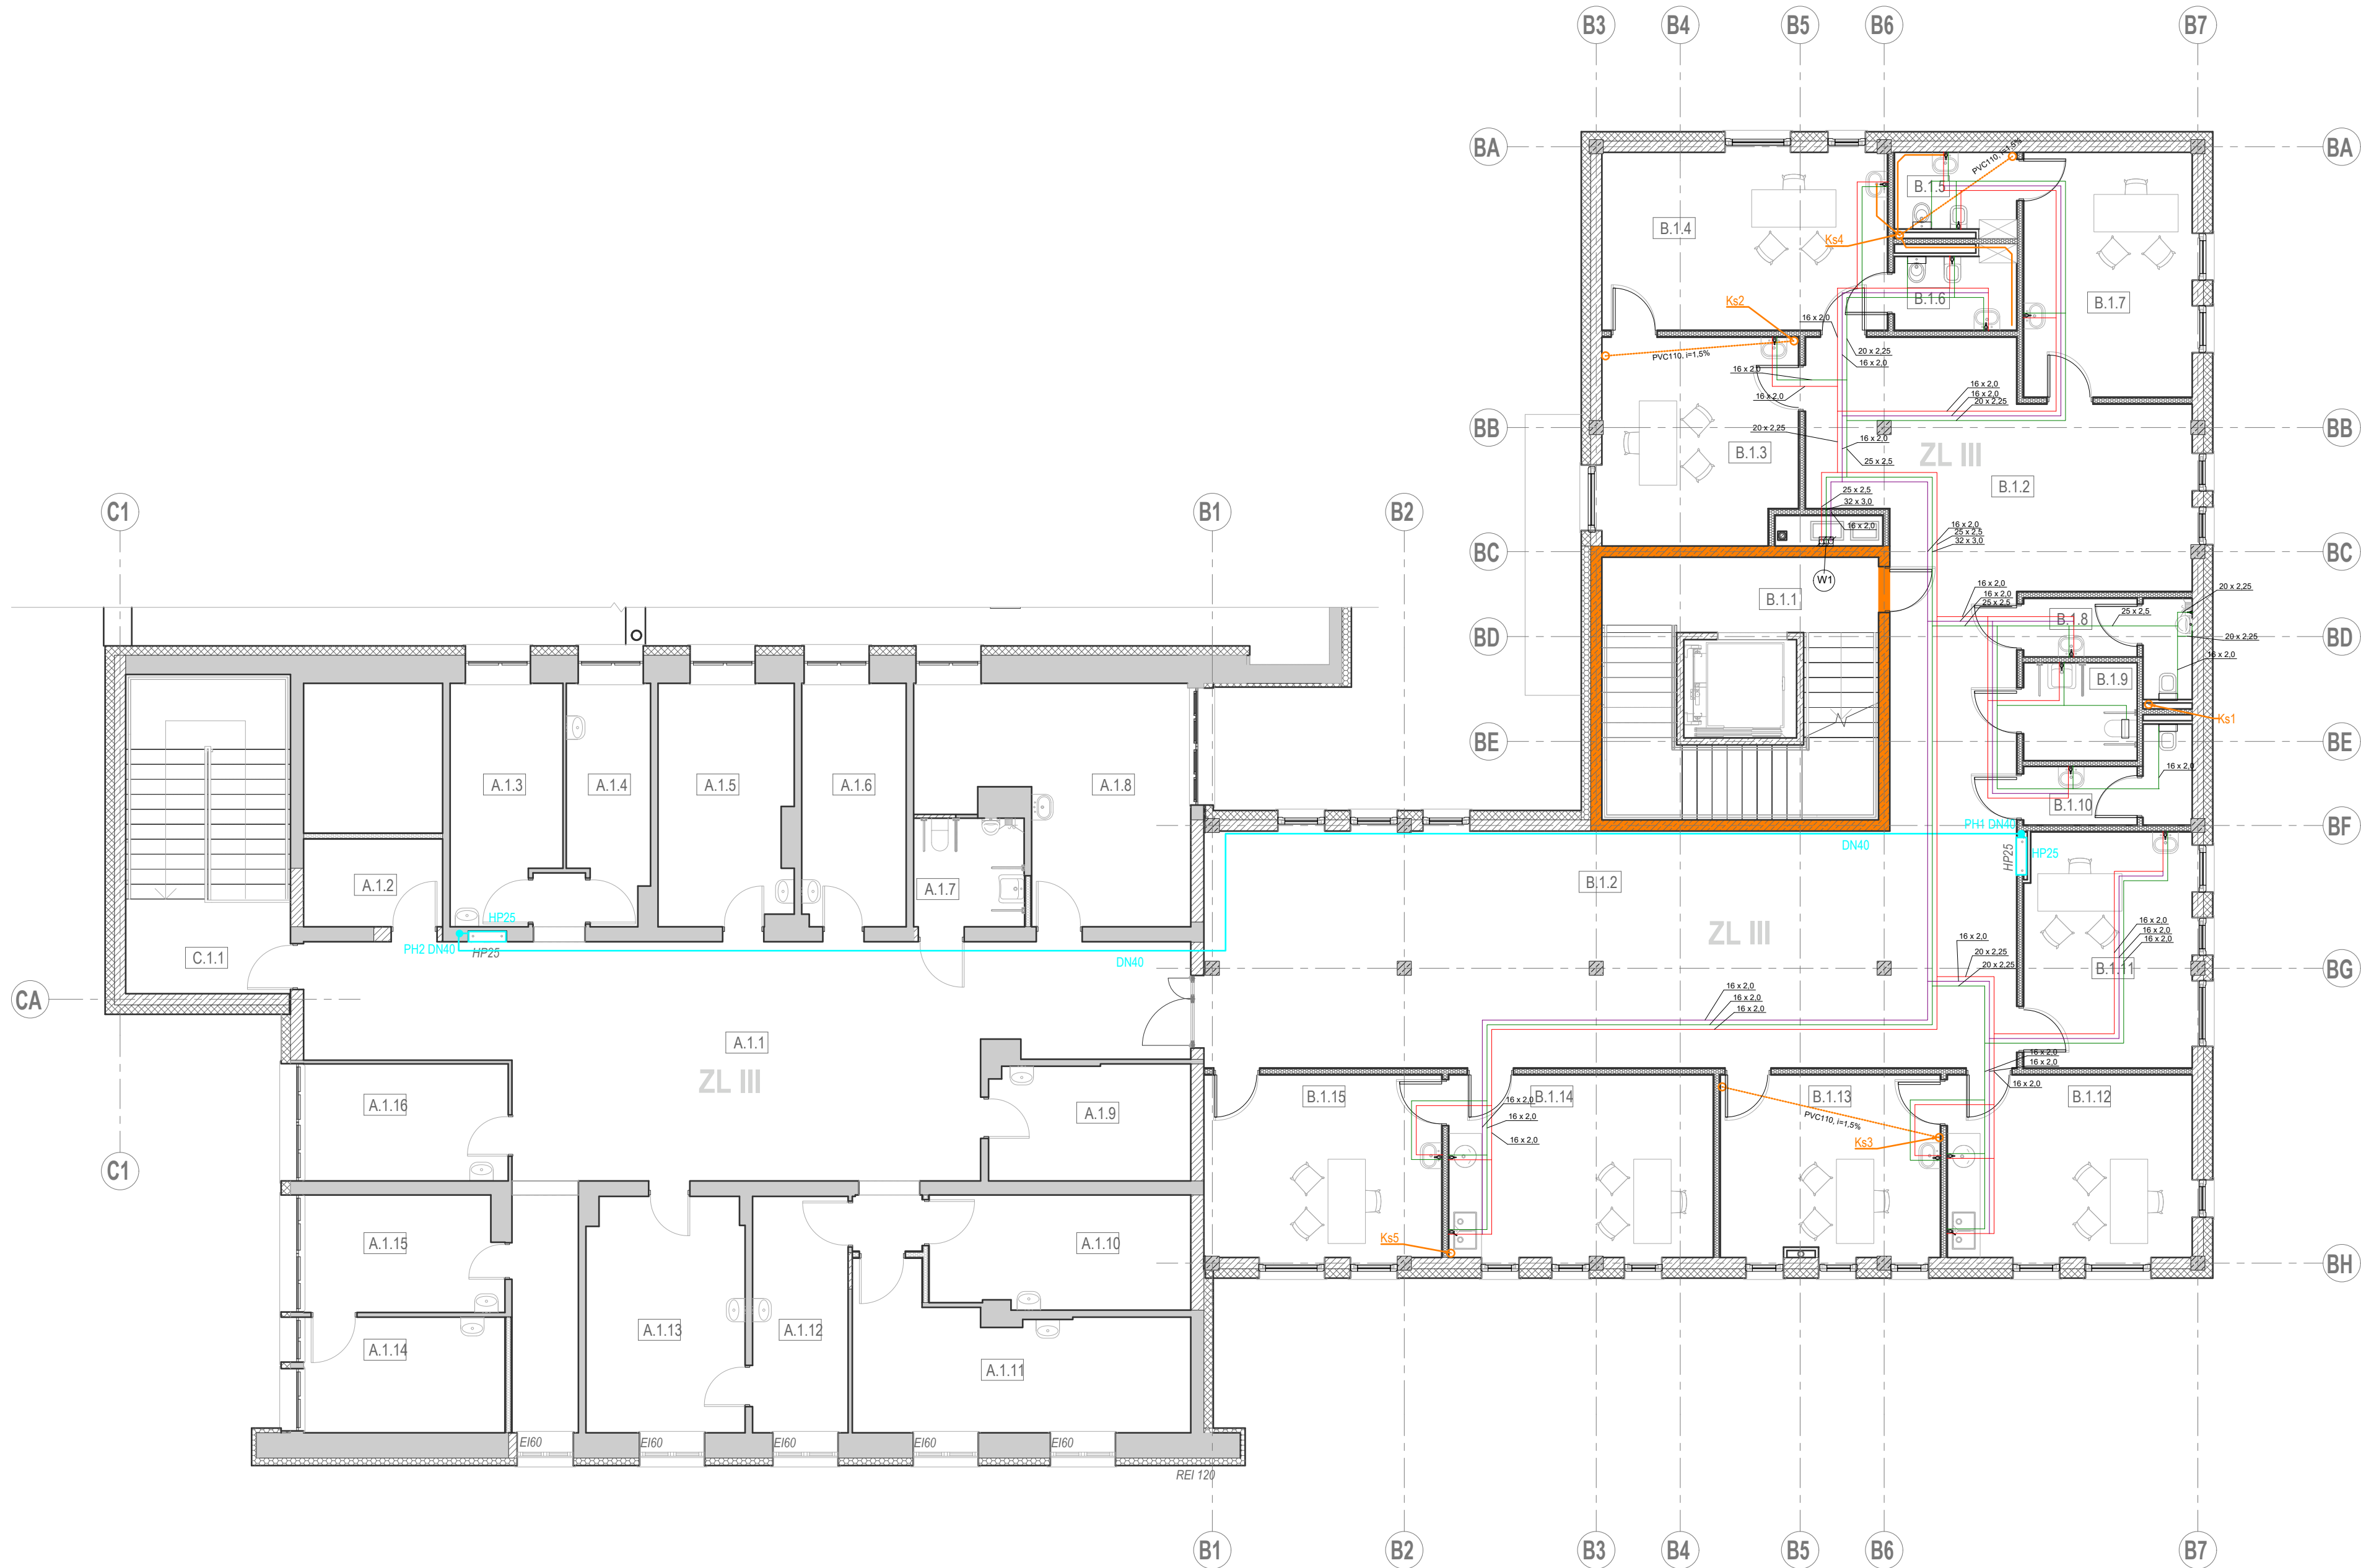 B3
B4
B5
B6
B7
BA
BA
PVC110, i=1,5%
B.1.5
B.1.4
Ks4
B.1.6
B.1.7
Ks2
16 x 2,0
PVC110, i=1,5%
20 x 2,25
16 x 2,0
16 x 2,0
16 x 2,0
16 x 2,0
16 x 2,0
20 x 2,25
BB
BB
20 x 2,25
16 x 2,0
25 x 2,5
B.1.3
ZL III
B.1.2
25 x 2,5
32 x 3,0
16 x 2,0
C1
B1
B2
16 x 2,0
25 x 2,5
32 x 3,0
BC
BC
W1
B.1.1
16 x 2,0
16 x 2,0
25 x 2,5
20 x 2,25
B.1.8
25 x 2,5
BD
BD
20 x 2,25
16 x 2,0
B.1.9
Ks1
BE
BE
16 x 2,0
A.1.3
A.1.4
A.1.5
A.1.6
A.1.8
B.1.10
PH1 DN40
BF
DN40
HP25
HP25
A.1.2
A.1.7
B.1.2
HP25
PH2 DN40
HP25
DN40
ZL III
C.1.1
16 x 2,0
16 x 2,0
16 x 2,0
16 x 2,0
20 x 2,25
20 x 2,25
B.1.11
BG
CA
16 x 2,0
16 x 2,0
16 x 2,0
A.1.1
ZL III
16 x 2,0
16 x 2,0
16 x 2,0
A.1.16
A.1.9
B.1.15
16 x 2,0
16 x 2,0
16 x 2,0
B.1.14
B.1.13
B.1.12
PVC110, i=1,5%
Ks3
C1
A.1.15
A.1.10
Ks5
BH
A.1.14
A.1.13
A.1.12
A.1.11
EI60
EI60
EI60
EI60
EI60
REI 120
B1
B2
B3
B4
B5
B6
B7